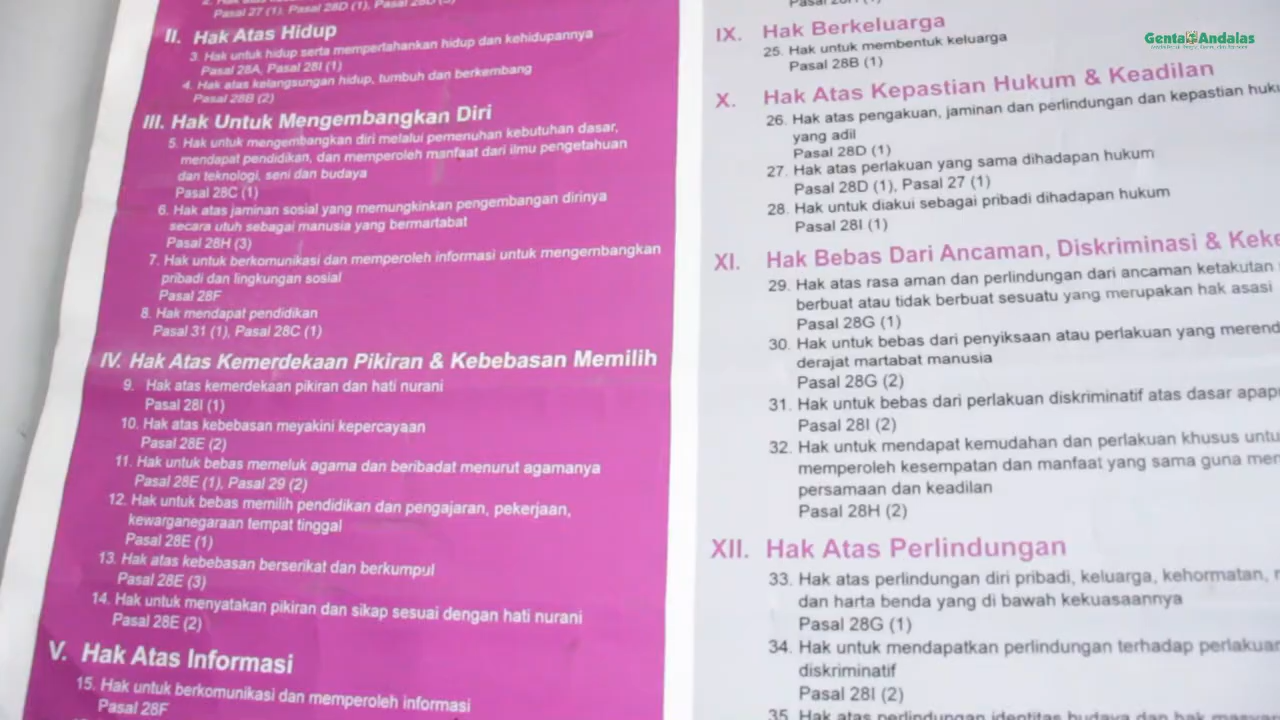 Pasal 27 (1), Pasal 28D (1), Pasal 28D (3)
II. Hak Atas Hidup
3. Hak untuk hidup serta mempertahankan hidup dan kehidupannya
Pasal 28A, Pasal 28I (1)
4. Hak atas kelangsungan hidup, tumbuh dan berkembang
Pasal 28B (2)
III. Hak Untuk Mengembangkan Diri
5. Hak untuk mengembangkan diri melalui pemenuhan kebutuhan dasar,
mendapat pendidikan, dan memperoleh manfaat dari ilmu pengetahuan
dan teknologi, seni dan budaya
Pasal 28C (1)
6. Hak atas jaminan sosial yang memungkinkan pengembangan dirinya
secara utuh sebagai manusia yang bermartabat
Pasal 28H (3)
7. Hak untuk berkomunikasi dan memperoleh informasi untuk mengembangkan
pribadi dan lingkungan sosial
Pasal 28F
8. Hak mendapat pendidikan
Pasal 31 (1), Pasal 28C (1)
IV. Hak Atas Kemerdekaan Pikiran & Kebebasan Memilih
9. Hak atas kemerdekaan pikiran dan hati nurani
Pasal 28I (1)
10. Hak atas kebebasan meyakini kepercayaan
Pasal 28E (2)
11. Hak untuk bebas memeluk agama dan beribadat menurut agamanya
Pasal 28E (1), Pasal 29 (2)
12. Hak untuk bebas memilih pendidikan dan pengajaran, pekerjaan,
kewarganegaraan tempat tinggal
Pasal 28E (1)
13. Hak atas kebebasan berserikat dan berkumpul
Pasal 28E (3)
14. Hak untuk menyatakan pikiran dan sikap sesuai dengan hati nurani
Pasal 28E (2)
V. Hak Atas Informasi
15. Hak untuk berkomunikasi dan memperoleh informasi
Pasal 28F
IX. Hak Berkeluarga
25. Hak untuk membentuk keluarga
Pasal 28B (1)
X. Hak Atas Kepastian Hukum & Keadilan
26. Hak atas pengakuan, jaminan dan perlindungan dan kepastian huku
yang adil
Pasal 28D (1)
27. Hak atas perlakuan yang sama dihadapan hukum
Pasal 28D (1), Pasal 27 (1)
28. Hak untuk diakui sebagai pribadi dihadapan hukum
Pasal 28I (1)
XI. Hak Bebas Dari Ancaman, Diskriminasi & Keke
29. Hak atas rasa aman dan perlindungan dari ancaman ketakutan
berbuat atau tidak berbuat sesuatu yang merupakan hak asasi
Pasal 28G (1)
30. Hak untuk bebas dari penyiksaan atau perlakuan yang merend
derajat martabat manusia
Pasal 28G (2)
31. Hak untuk bebas dari perlakuan diskriminatif atas dasar apap
Pasal 28I (2)
32. Hak untuk mendapat kemudahan dan perlakuan khusus untu
memperoleh kesempatan dan manfaat yang sama guna men
persamaan dan keadilan
Pasal 28H (2)
XII. Hak Atas Perlindungan
33. Hak atas perlindungan diri pribadi, keluarga, kehormatan,
dan harta benda yang di bawah kekuasaannya
Pasal 28G (1)
34. Hak untuk mendapatkan perlindungan terhadap perlakuan
diskriminatif
Pasal 28I (2)
35. Hak atas perlindungan identitas budaya dan hak
Genta Andalas